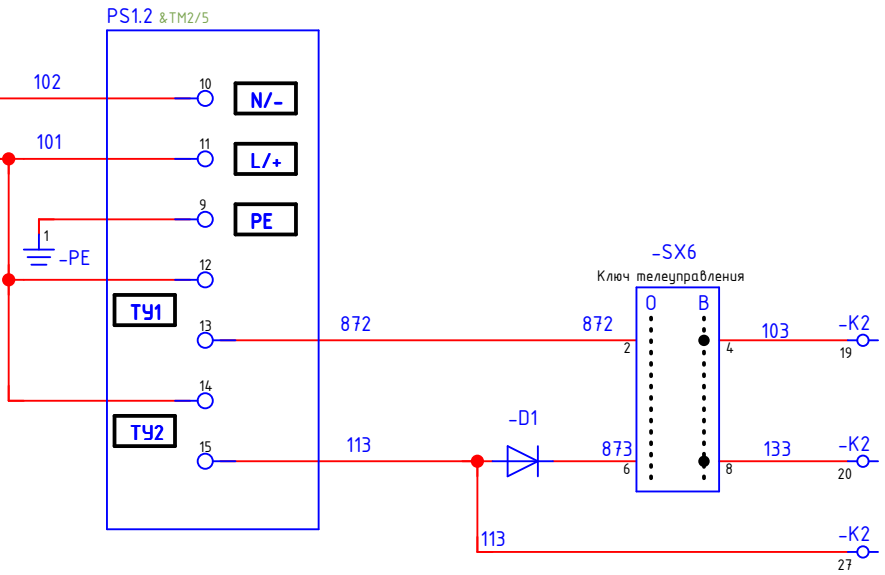 PS1.2 &TM2/5
102
10
N/-
101
11
L/+
9
PE
1
-PE
12
ТУ1
13
872
872
-SX6
Ключ телеуправления
О
В
2
4
103
-K2
19
14
ТУ2
15
113
-D1
873
6
8
133
-K2
20
113
-K2
27